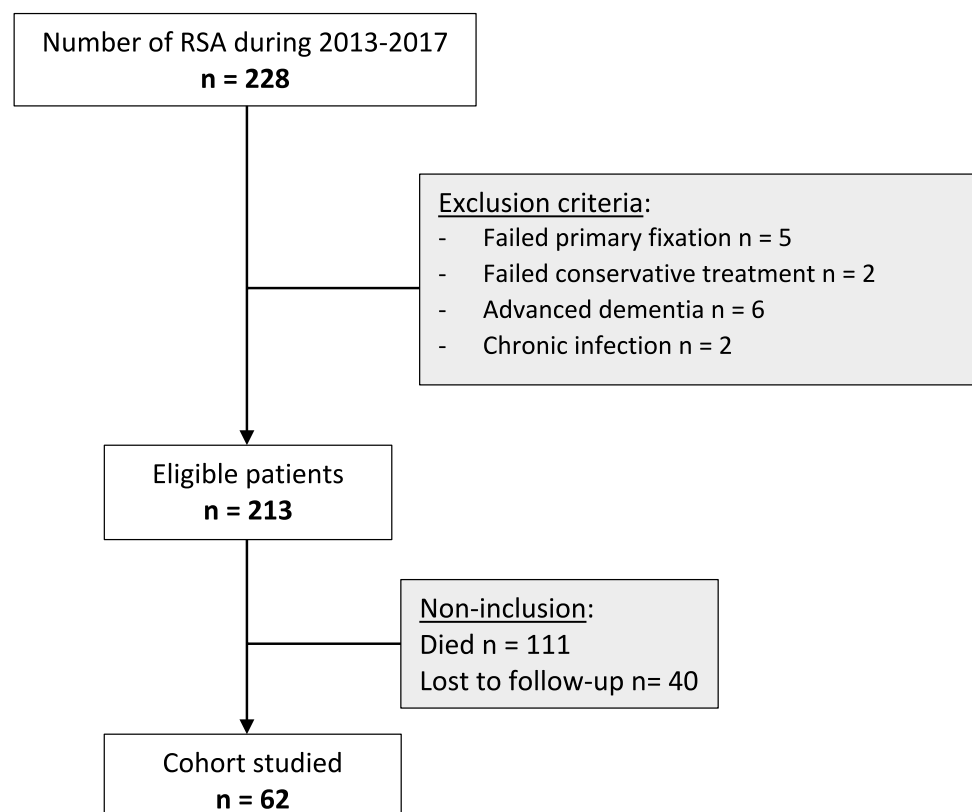 Number of RSA during 2013-2017
n = 228
Exclusion criteria:
- Failed primary fixation n = 5
- Failed conservative treatment n = 2
- Advanced dementia n = 6
- Chronic infection n = 2
Eligible patients
n = 213
Non-inclusion:
Died n = 111
Lost to follow-up n= 40
Cohort studied
n = 62